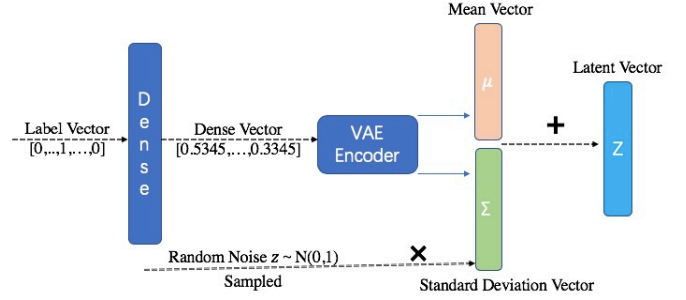 Mean Vector
Latent Vector
Dense
μ
Label Vector
[0,..,1,...,0]
Dense Vector
[0.5345,...,0.3345]
VAE
Encoder
+
Z
Σ
Random Noise z ~ N(0,1)
×
Sampled
Standard Deviation Vector